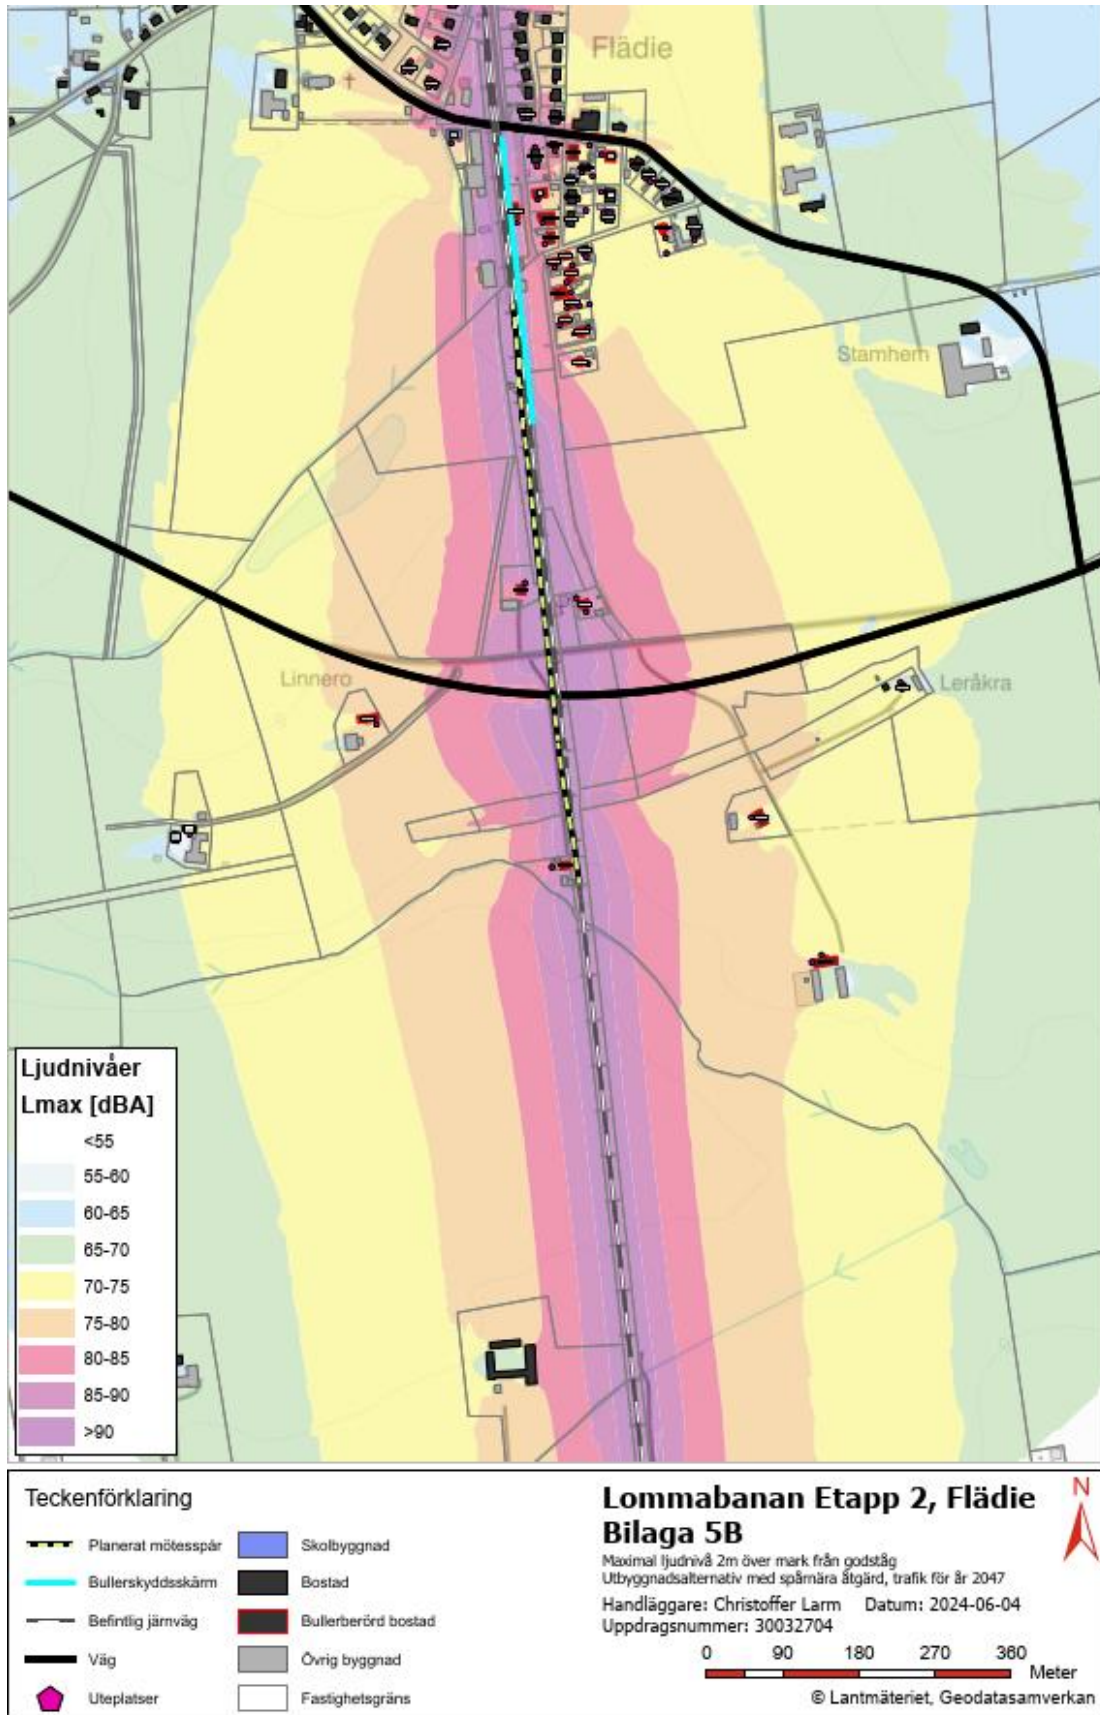 Flädie
Stamhem
Linnero
Leråkra
Ljudnivåer
Lmax [dBA]
<55
55-60
60-65
65-70
70-75
75-80
80-85
85-90
>90
Teckenförklaring
Planerat mötesspår
Bullerskyddsskärm
Befintlig järnväg
Väg
Uteplatser
Skolbyggnad
Bostad
Bullerberörd bostad
Övrig byggnad
Fastighetsgräns
Lommabanan Etapp 2, Flädie
Bilaga 5B
Maximal ljudnivå 2m över mark från godståg
Utbyggnadsalternativ med spårnära åtgärd, trafik för år 2047
Handläggare: Christoffer Larm Datum: 2024-06-04
Uppdragsnummer: 30032704
N
0 90 180 270 360
Meter
© Lantmäteriet, Geodatasamverkan